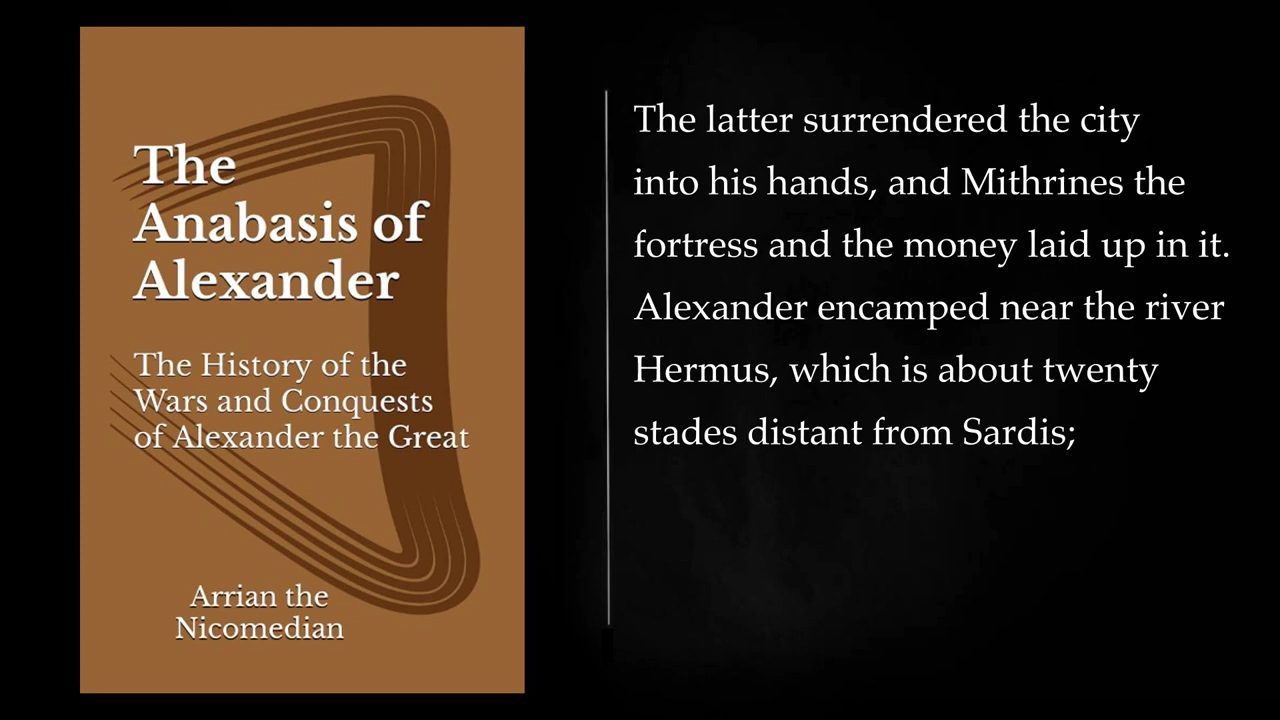 The
Anabasis of
Alexander
The History of the
Wars and Conquests
of Alexander the Great
Arrian the
Nicomedian
The latter surrendered the city
into his hands, and Mithrines the
fortress and the money laid up in it.
Alexander encamped near the river
Hermus, which is about twenty
stades distant from Sardis;